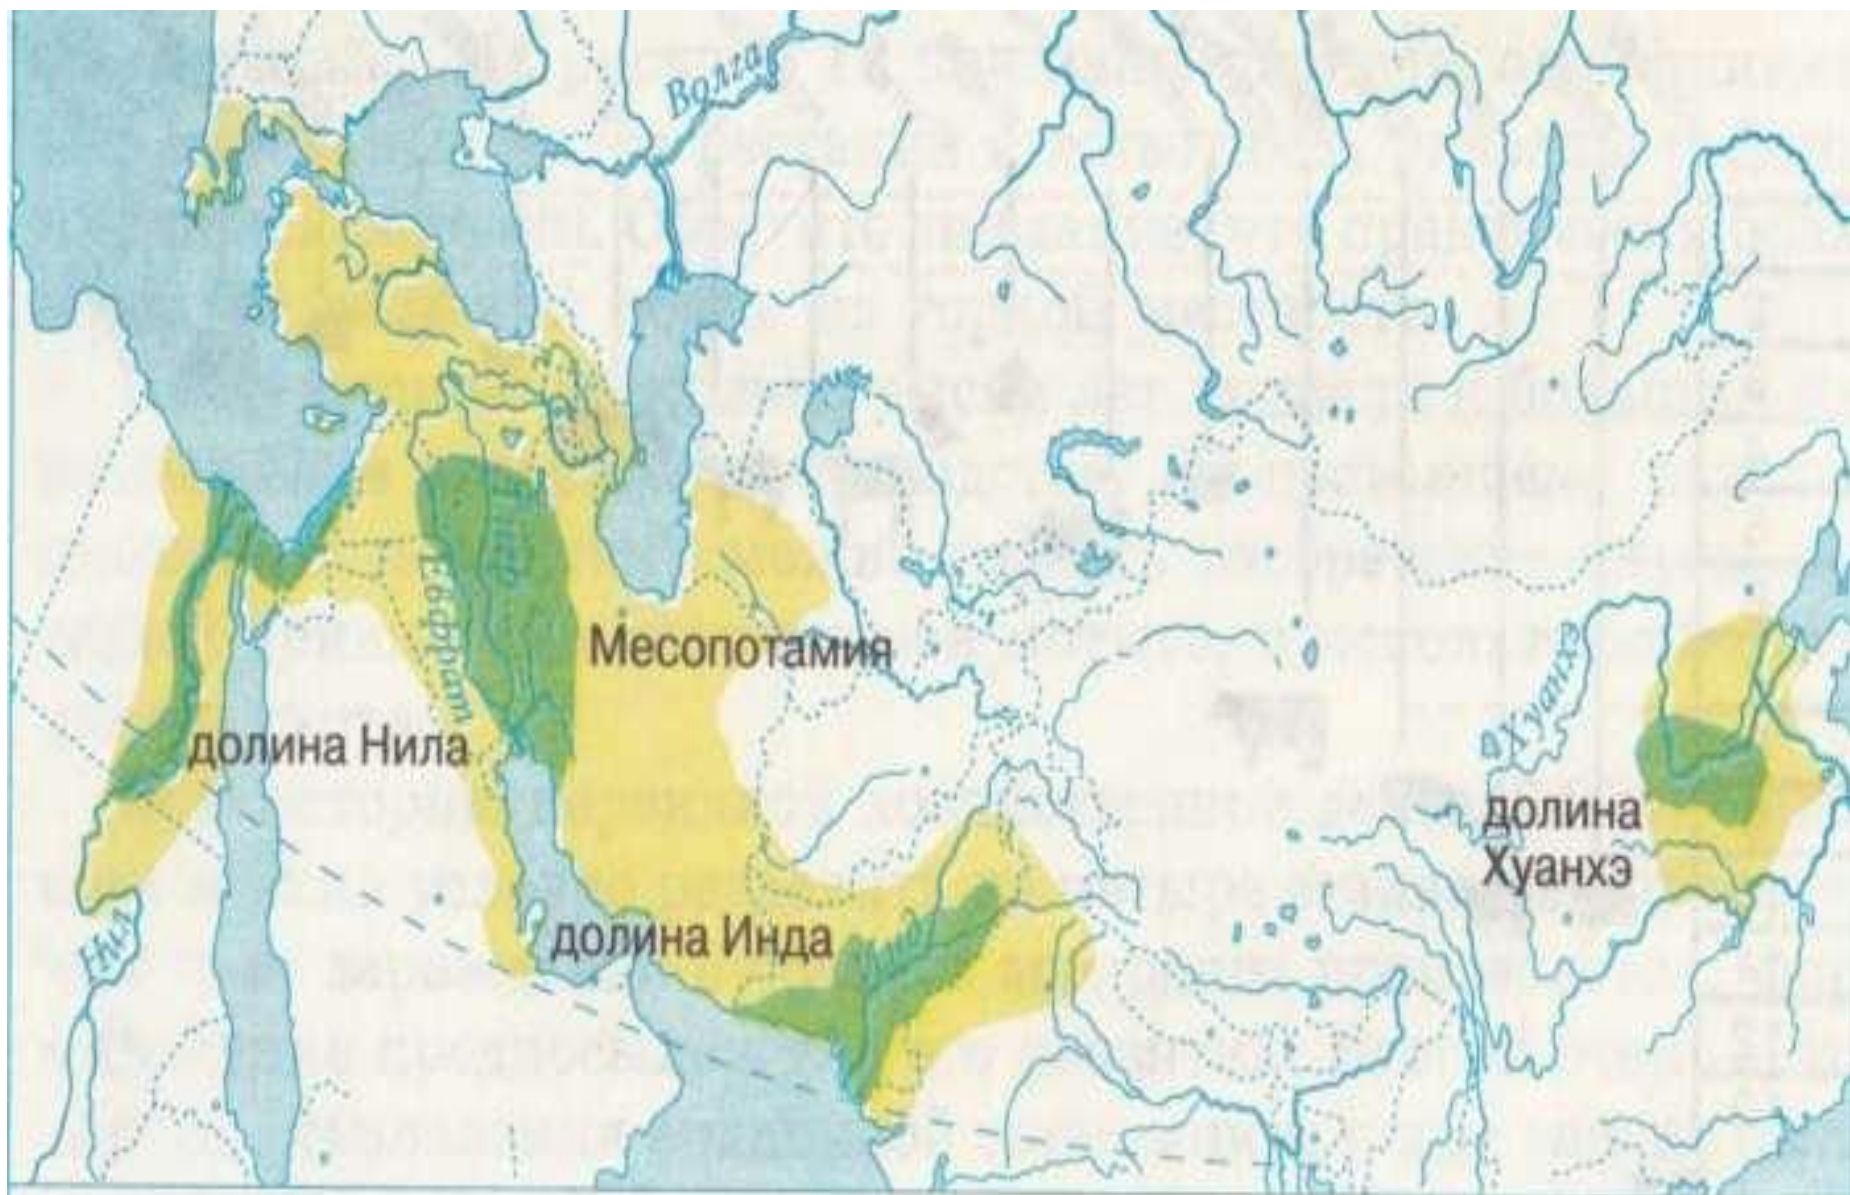 Волга
Тигр
Евфрат
Месопотамия
Хуанхэ
долина Нила
долина
Хуанхэ
долина Инда
Нил